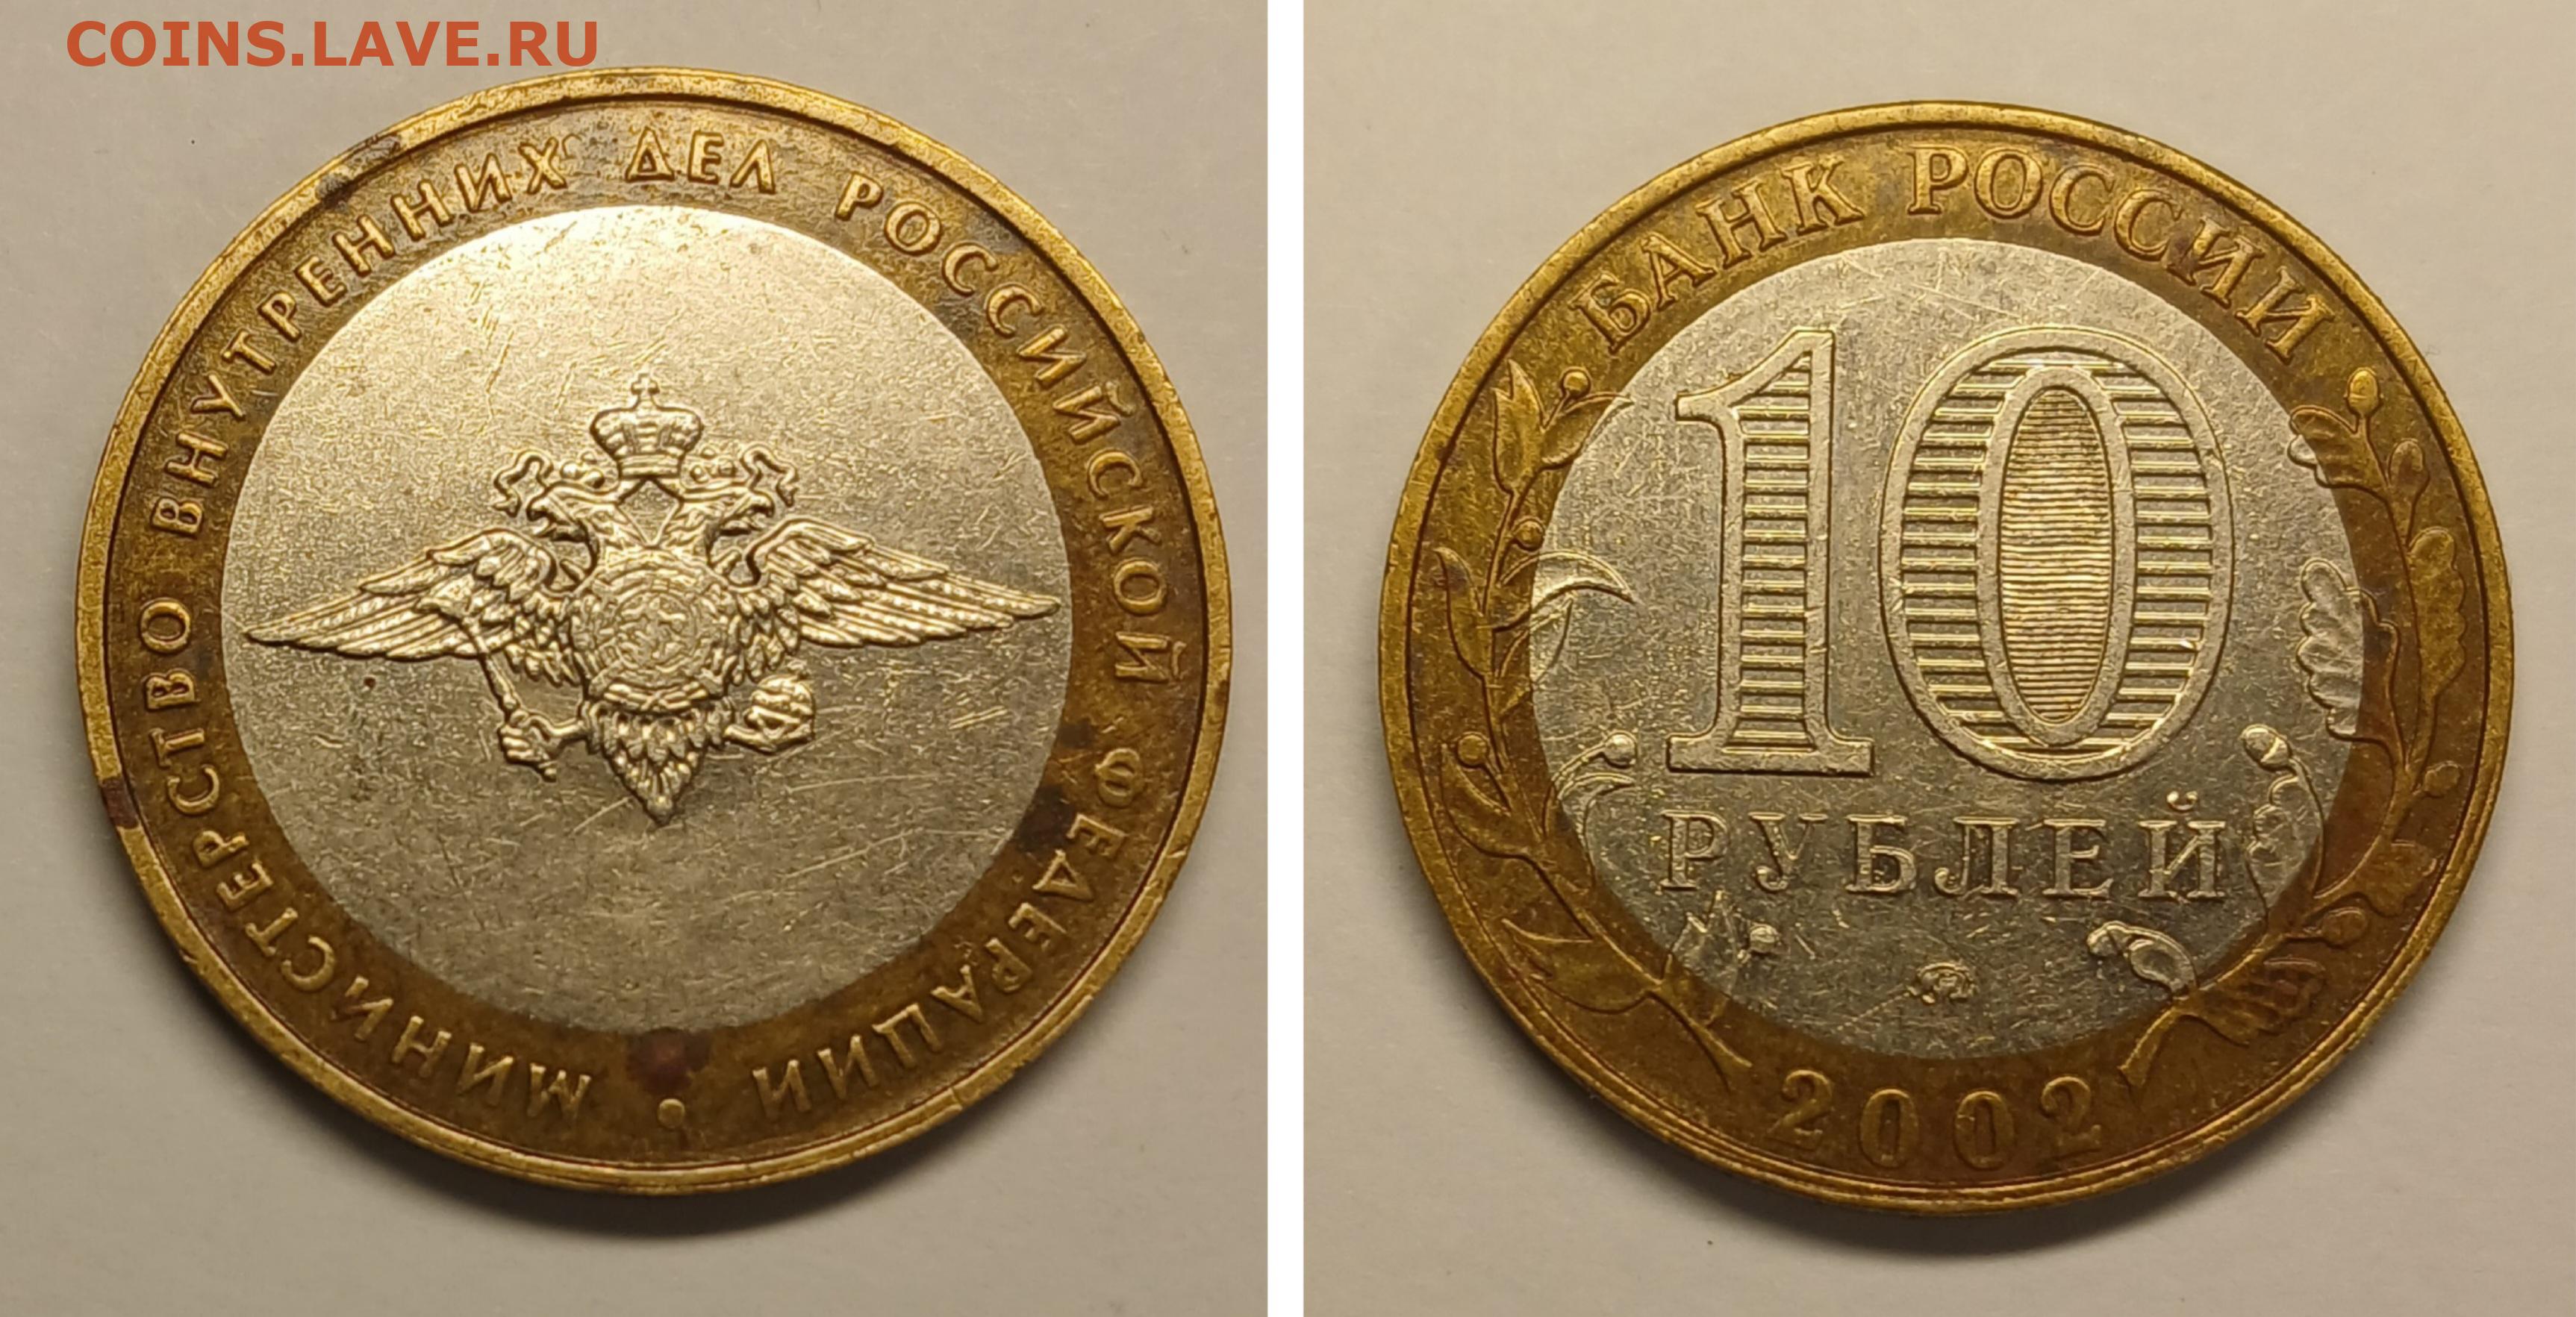 COINS.LAVE.RU
МИНИСТЕРСТВО ВНУТРЕННИХ ДЕЛ РОССИЙСКОЙ ФЕДЕРАЦИИ •
БАНК РОССИИ
10
РУБЛЕЙ
2002